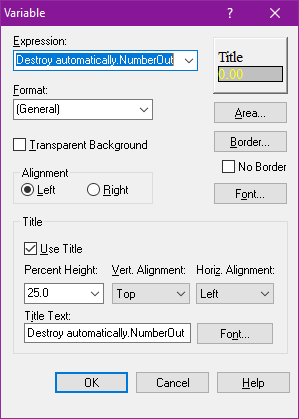 Variable ? ×
Expression:
Destroy automatically.NumberOut
Title
0.00
Format:
(General)
Area...
Transparent Background
Border...
No Border
Alignment
Left Right
Font...
Title
Use Title
Percent Height: Vert. Alignment: Horiz. Alignment:
25.0 Top Left
Title Text:
Destroy automatically.NumberOut Font...
OK Cancel Help